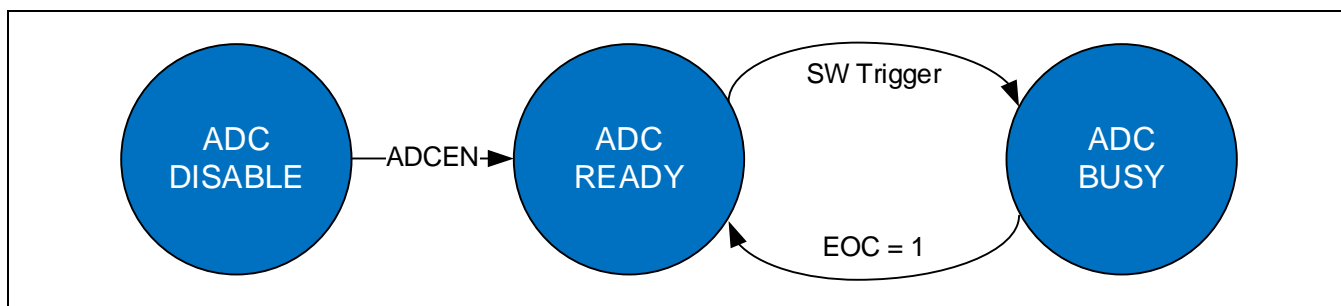 ADC
DISABLE
ADCEN
ADC
READY
SW Trigger
EOC = 1
ADC
BUSY